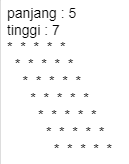 panjang : 5
tinggi : 7
* * * * *
  * * * * *
    * * * * *
      * * * * *
        * * * * *
          * * * * *
            * * * * *